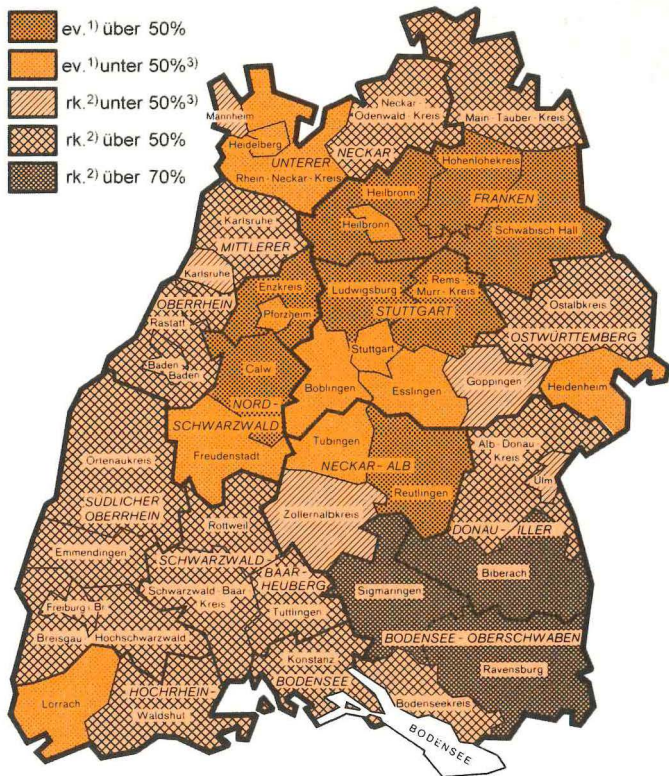 ev.1) über 50%
ev.1) unter 50%3)
rk.2) unter 50%3)
rk.2) über 50%
rk.2) über 70%
Mannheim
Heidelberg
UNTERER
Rhein-Neckar-Kreis
Neckar-
Odenwald-Kreis
NECKAR
Main-Tauber-Kreis
Hohenlohekreis
Heilbronn
FRANKEN
Heilbronn
Schwäbisch Hall
Karlsruhe
MITTLERER
Karlsruhe
OBERRHEIN
Rastatt
Baden
Baden
Enzkreis
Pforzheim
Ludwigsburg
Rems-
Murr-Kreis
STUTTGART
Ostalbkreis
OSTWÜRTTEMBERG
Stuttgart
Calw
Boblingen
Esslingen
Goppingen
Heidenheim
NORD-
SCHWARZWALD
Freudenstadt
Tubingen
NECKAR-ALB
Reutlingen
Alb-Donau
Kreis
Ulm
Ortenaukreis
SÜDLICHER
OBERRHEIN
Rottweil
Zollernalbkreis
DONAU-ILLER
Emmendingen
SCHWARZWALD
BAAR-
HEUBERG
Schwarzwald-Baar
Kreis
Tuttlingen
Sigmaringen
Biberach
Freiburg i. Br
Breisgau
Hochschwarzwald
BODENSEE-OBERSCHWABEN
Konstanz
BODENSEE
Ravensburg
Lorrach
HOCHRHEIN-
Waldshut
Bodenseekreis
BODENSEE